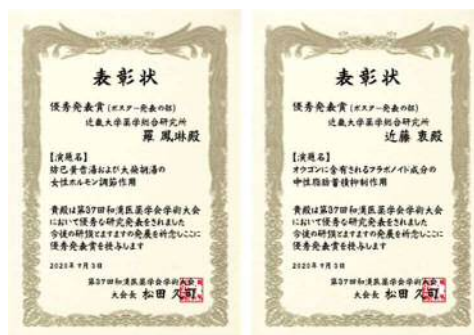 表彰状
優秀発表賞(ポスター発表の部)
近畿大学薬学総合研究所
羅 鳳琳殿
【演題名】
防已黄耆湯および大柴胡湯の
女性ホルモン調節作用
貴殿は第37回和漢医薬学会学術大会
において優秀な研究発表をされました
今後の研鑽とますますの発展を祈念しここに
優秀発表賞を授与します
2020年9月3日
第37回和漢医薬学会学術大会
大会長 松田 久司
表彰状
優秀発表賞(ポスター発表の部)
近畿大学薬学総合研究所
近藤 衷殿
【演題名】
オウゴンに含有されるフラボノイド成分の
中性脂肪蓄積抑制作用
貴殿は第37回和漢医薬学会学術大会
において優秀な研究発表をされました
今後の研鑽とますますの発展を祈念しここに
優秀発表賞を授与します
2020年9月3日
第37回和漢医薬学会学術大会
大会長 松田 久司